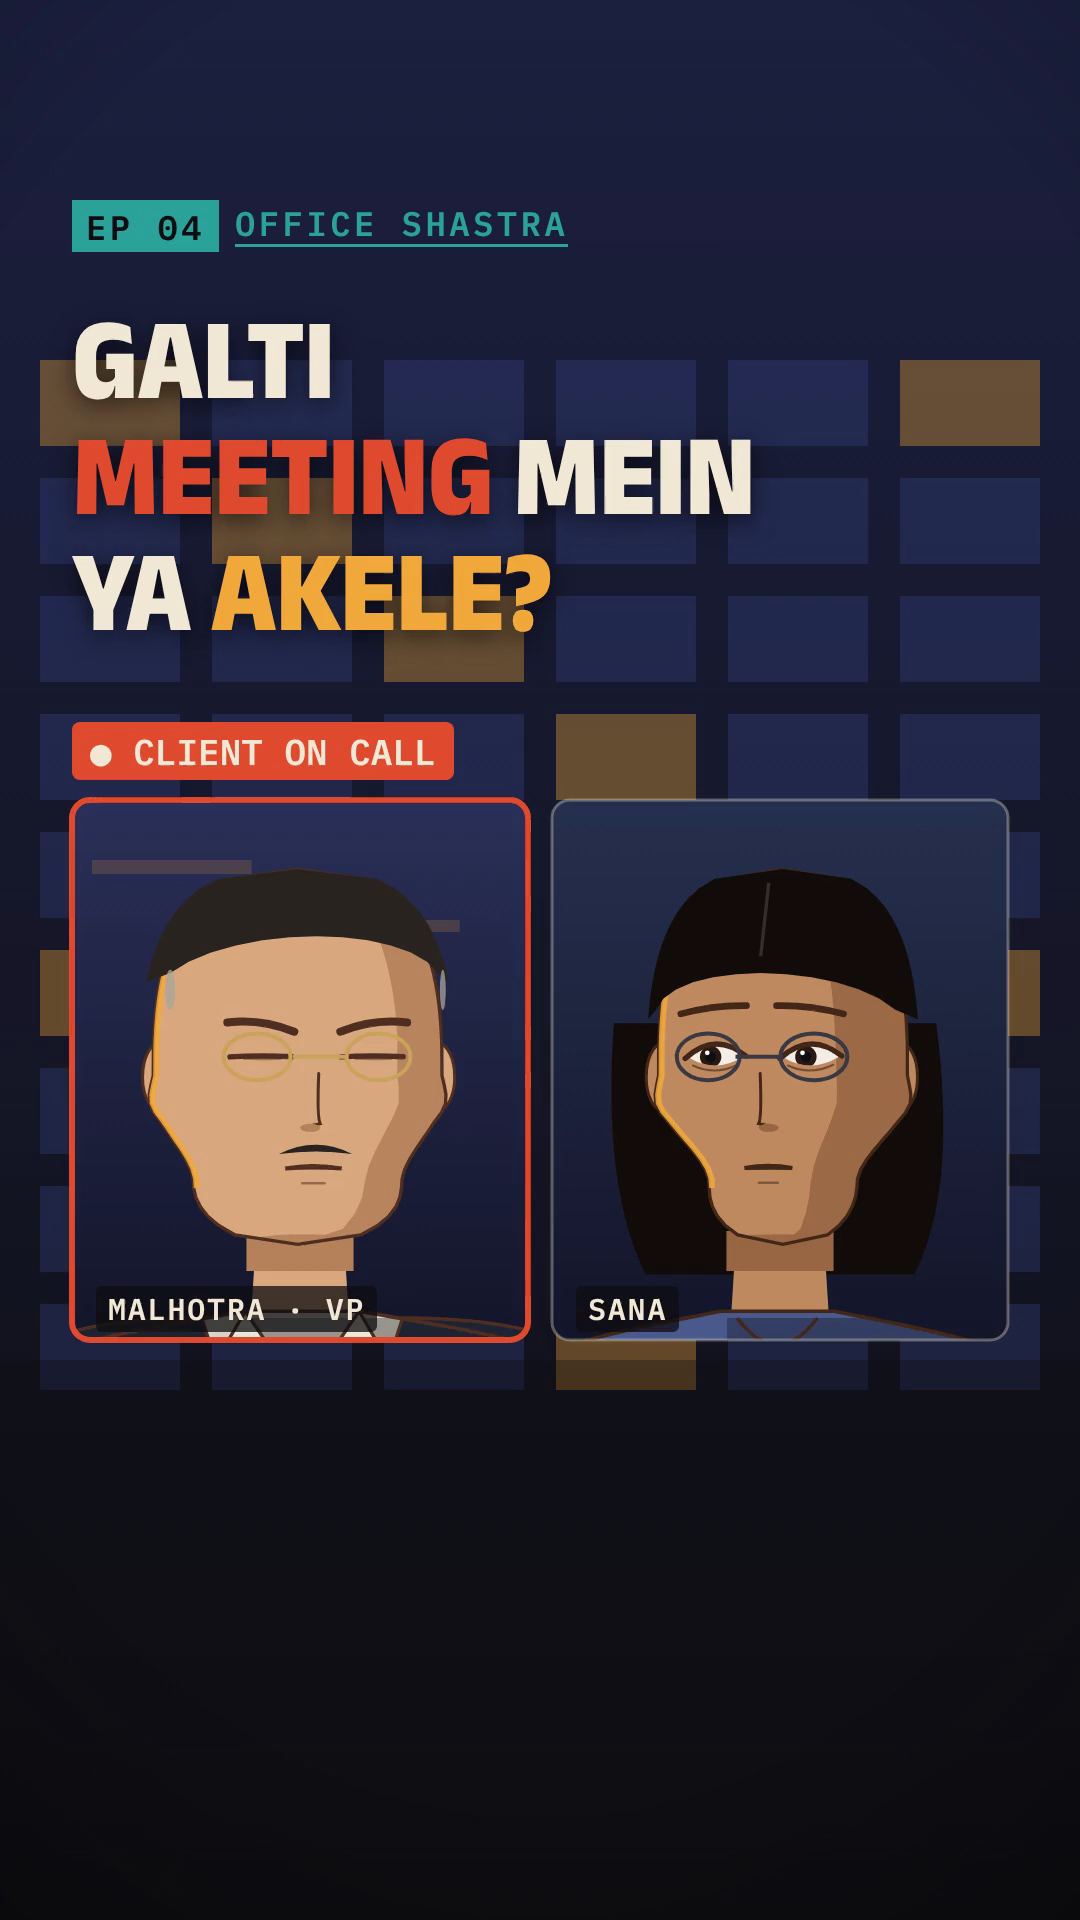 EP 04 OFFICE SHASTRA
GALTI
MEETING MEIN
YA AKELE?
● CLIENT ON CALL
MALHOTRA · VP
SANA